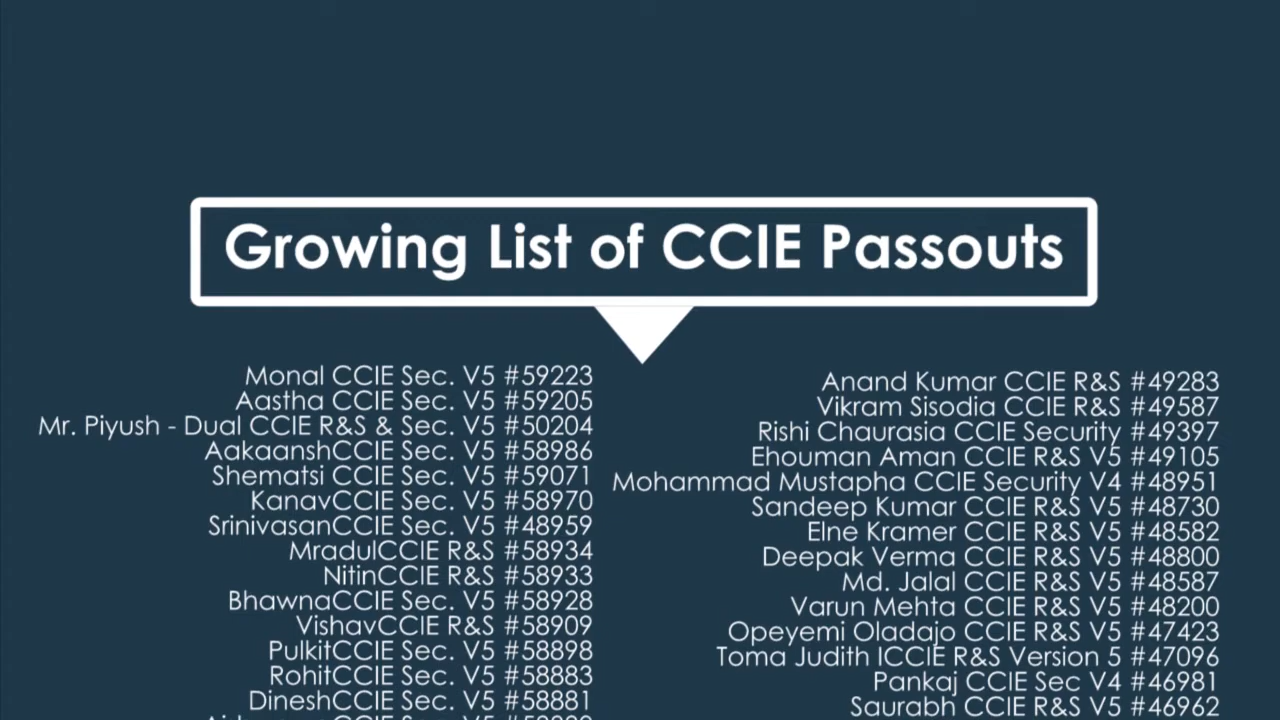 Growing List of CCIE Passouts
Monal CCIE Sec. V5 #59223
Aastha CCIE Sec. V5 #59205
Mr. Piyush - Dual CCIE R&S & Sec. V5 #50204
AakaanshCCIE Sec. V5 #58986
Shematsi CCIE Sec. V5 #59071
KanavCCIE Sec. V5 #58970
SrinivasanCCIE Sec. V5 #48959
MradulCCIE R&S #58934
NitinCCIE R&S #58933
BhawnaCCIE Sec. V5 #58928
VishavCCIE R&S #58909
PulkitCCIE Sec. V5 #58898
RohitCCIE Sec. V5 #58883
DineshCCIE Sec. V5 #58881
Anand Kumar CCIE R&S #49283
Vikram Sisodia CCIE R&S #49587
Rishi Chaurasia CCIE Security #49397
Ehouman Aman CCIE R&S V5 #49105
Mohammad Mustapha CCIE Security V4 #48951
Sandeep Kumar CCIE R&S V5 #48730
Elne Kramer CCIE R&S V5 #48582
Deepak Verma CCIE R&S V5 #48800
Md. Jalal CCIE R&S V5 #48587
Varun Mehta CCIE R&S V5 #48200
Opeyemi Oladajo CCIE R&S V5 #47423
Toma Judith ICCIE R&S Version 5 #47096
Pankaj CCIE Sec V4 #46981
Saurabh CCIE R&S V5 #46962